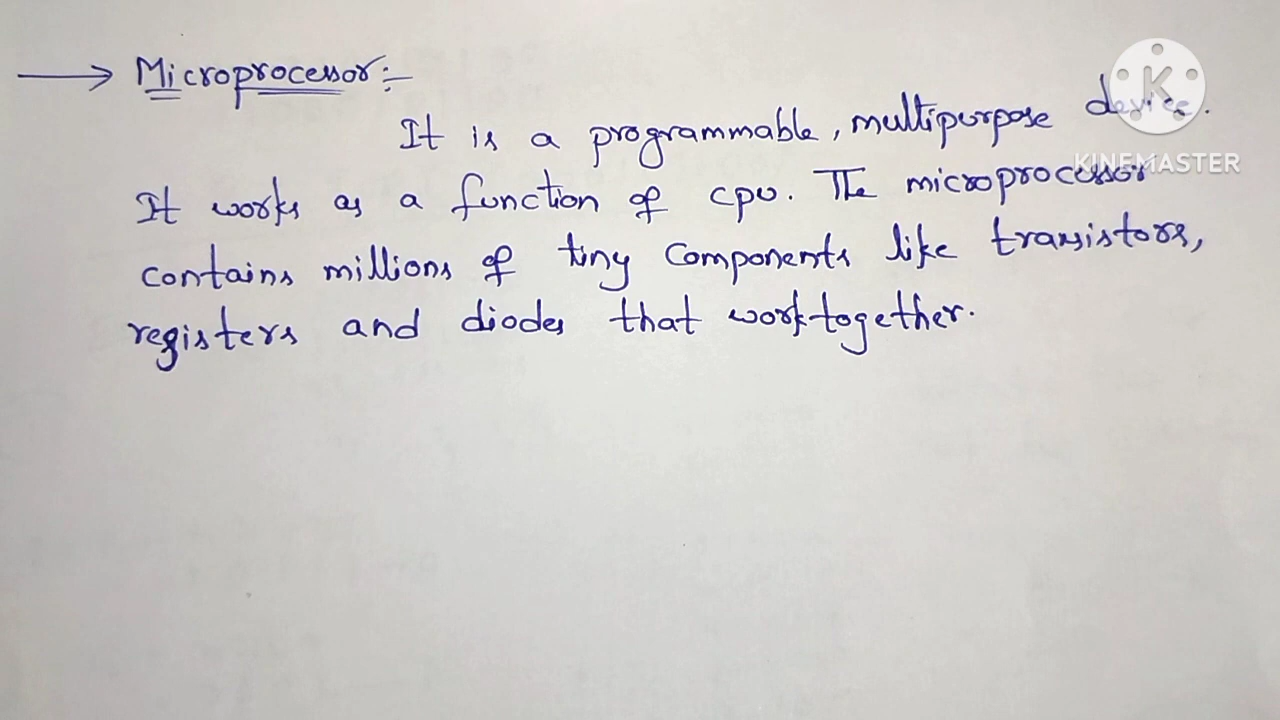 → Microprocessor:-
It is a programmable, multipurpose device.
KINEMASTER
It works as a function of cpu. The microprocessor
contains millions of tiny components like transistors,
registers and diodes that work together.